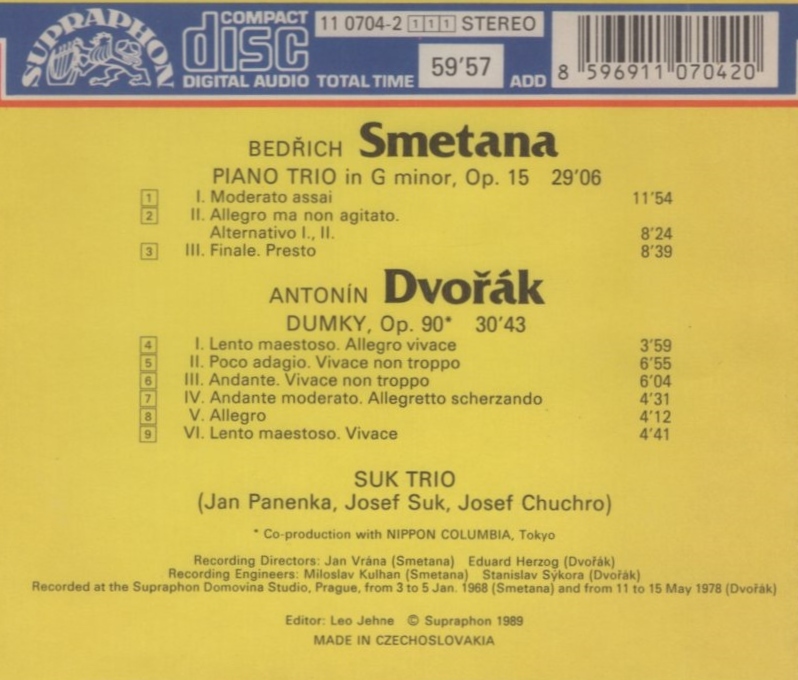 SUPRAPHON
COMPACT
disc
DIGITAL AUDIO
11 0704-2 1 1 1 STEREO
TOTAL TIME 59'57 ADD
8 596911 070420
BEDŘICH Smetana
PIANO TRIO in G minor, Op. 15 29'06
1 I. Moderato assai 11'54
2 II. Allegro ma non agitato.
Alternativo I., II. 8'24
3 III. Finale. Presto 8'39
ANTONÍN Dvořák
DUMKY, Op. 90* 30'43
4 I. Lento maestoso. Allegro vivace 3'59
5 II. Poco adagio. Vivace non troppo 6'55
6 III. Andante. Vivace non troppo 6'04
7 IV. Andante moderato. Allegretto scherzando 4'31
8 V. Allegro 4'12
9 VI. Lento maestoso. Vivace 4'41
SUK TRIO
(Jan Panenka, Josef Suk, Josef Chuchro)
* Co-production with NIPPON COLUMBIA, Tokyo
Recording Directors: Jan Vrána (Smetana) Eduard Herzog (Dvořák)
Recording Engineers: Miloslav Kulhan (Smetana) Stanislav Sýkora (Dvořák)
Recorded at the Supraphon Domovina Studio, Prague, from 3 to 5 Jan. 1968 (Smetana) and from 11 to 15 May 1978 (Dvořák)
Editor: Leo Jehne © Supraphon 1989
MADE IN CZECHOSLOVAKIA